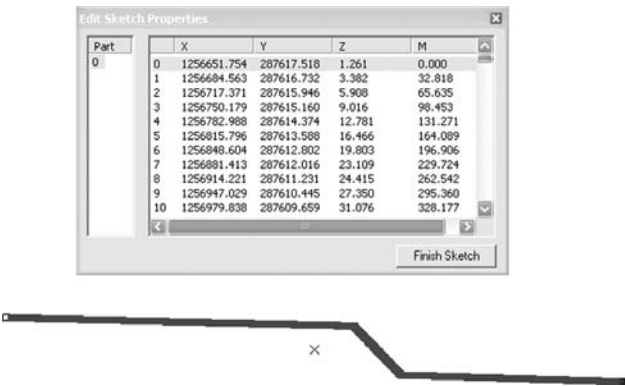 Edit Sketch Properties
Part
0
X Y Z M
0 1256651.754 287617.518 1.261 0.000
1 1256684.563 287616.732 3.382 32.818
2 1256717.371 287615.946 5.908 65.635
3 1256750.179 287615.160 9.016 98.453
4 1256782.988 287614.374 12.781 131.271
5 1256815.796 287613.588 16.466 164.089
6 1256848.604 287612.802 19.803 196.906
7 1256881.413 287612.016 23.109 229.724
8 1256914.221 287611.231 24.415 262.542
9 1256947.029 287610.445 27.350 295.360
10 1256979.838 287609.659 31.076 328.177
Finish Sketch